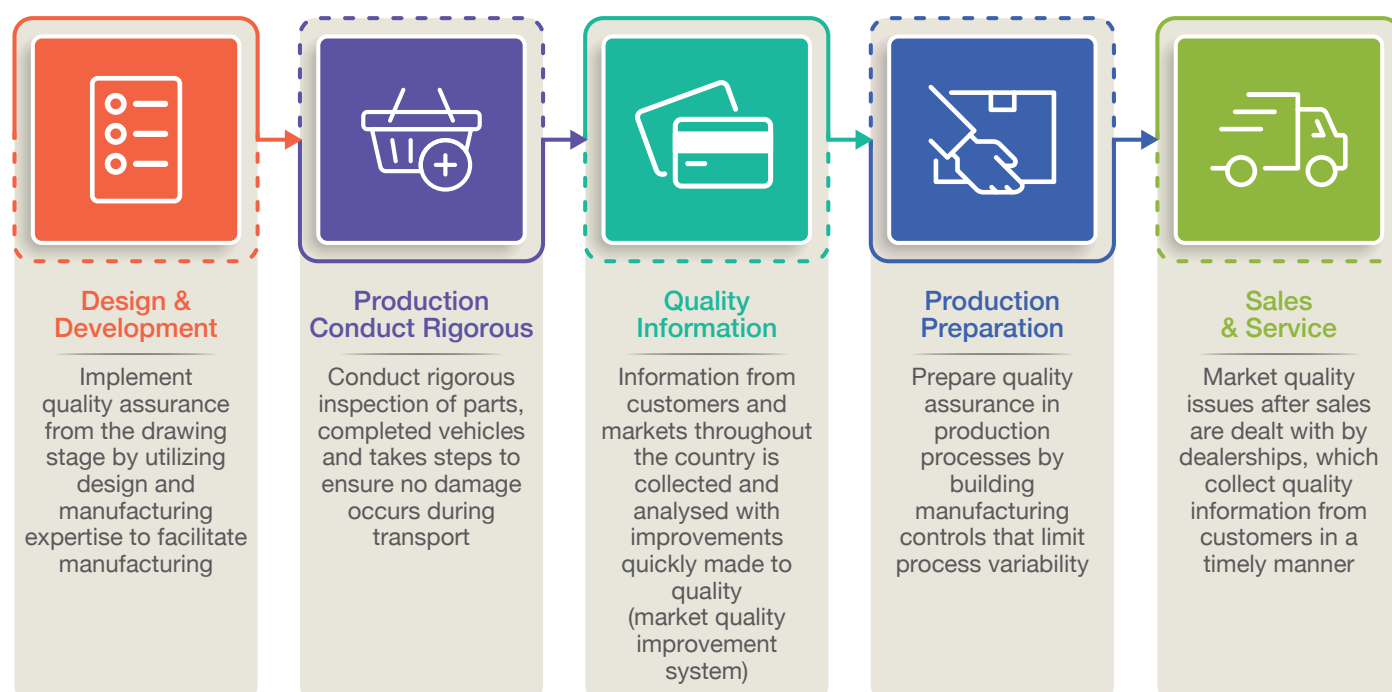 Design &
Development
Implement
quality assurance
from the drawing
stage by utilizing
design and
manufacturing
expertise to facilitate
manufacturing
Production
Conduct Rigorous
Conduct rigorous
inspection of parts,
completed vehicles
and takes steps to
ensure no damage
occurs during
transport
Quality
Information
Information from
customers and
markets throughout
the country is
collected and
analysed with
improvements
quickly made to
quality
(market quality
improvement
system)
Production
Preparation
Prepare quality
assurance in
production
processes by
building
manufacturing
controls that limit
process variability
Sales
& Service
Market quality
issues after sales
are dealt with by
dealerships, which
collect quality
information from
customers in a
timely manner